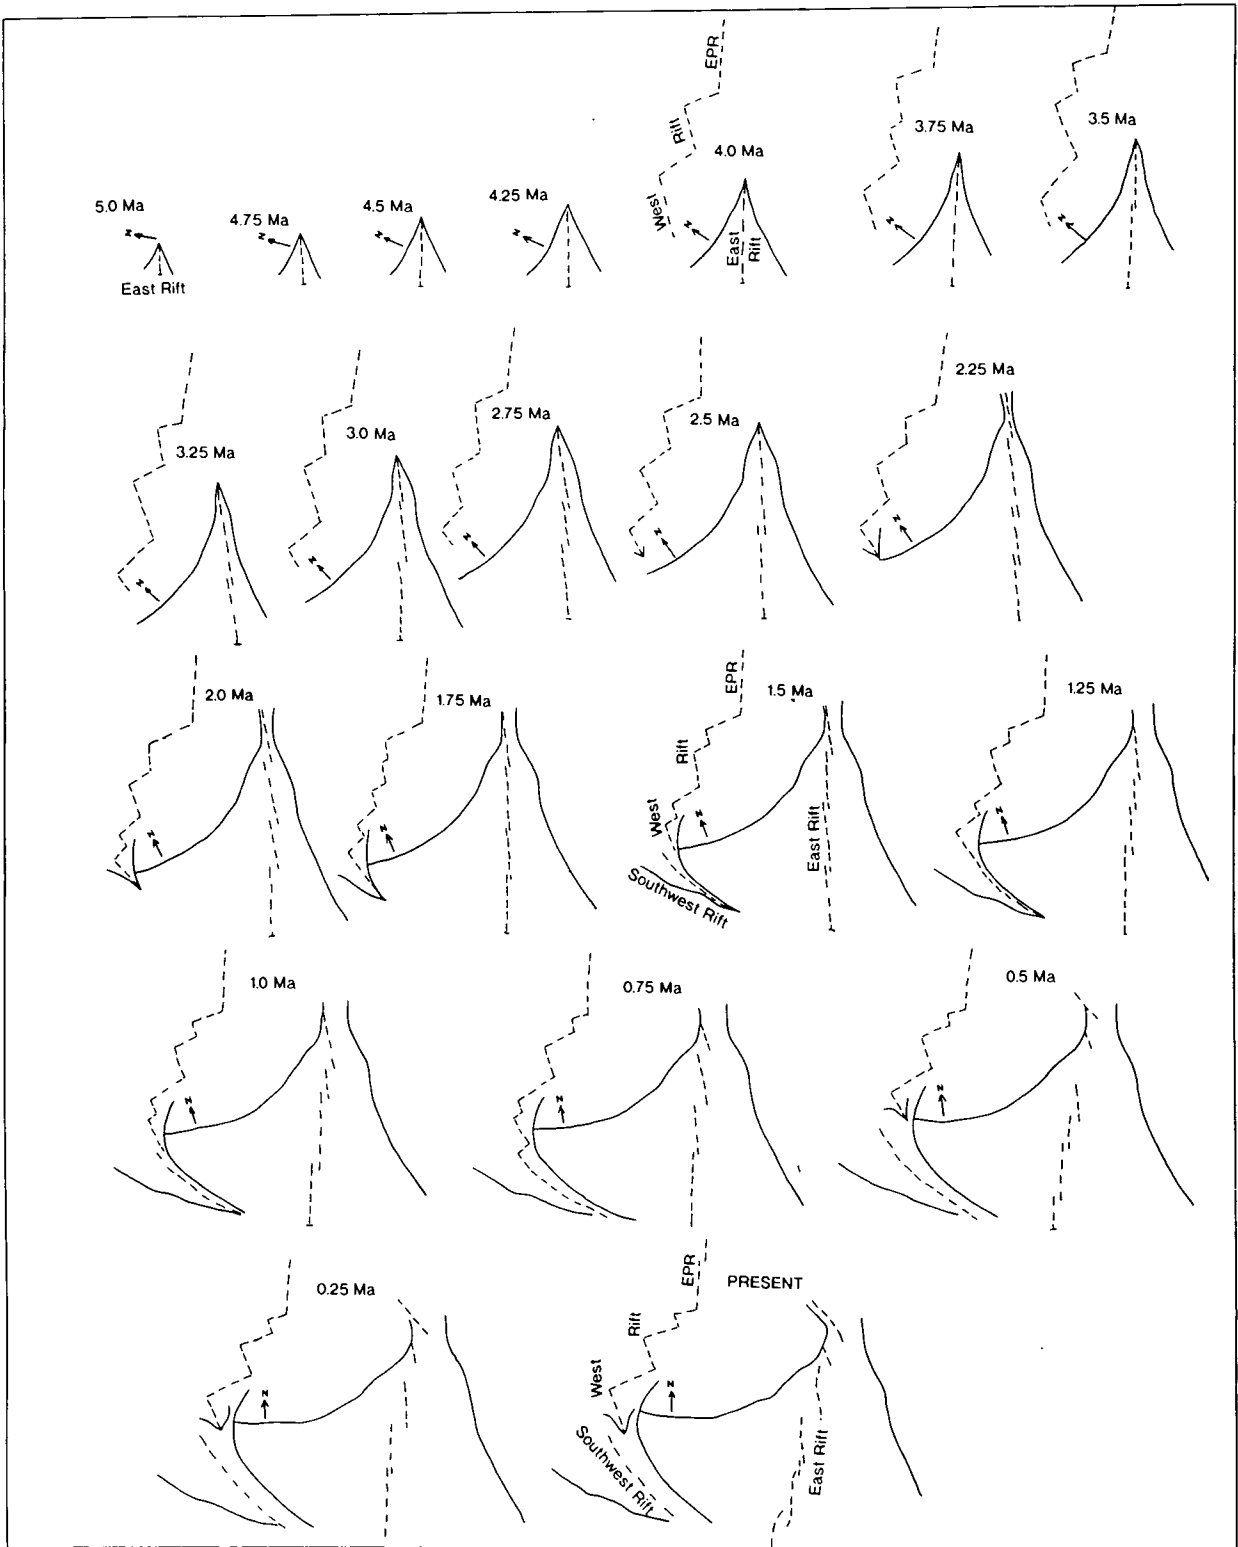 EPR
Rift
West
5.0 Ma
N
East Rift
4.75 Ma
N
4.5 Ma
N
4.25 Ma
N
4.0 Ma
N
East
Rift
3.75 Ma
N
3.5 Ma
N
3.25 Ma
N
3.0 Ma
N
2.75 Ma
N
2.5 Ma
N
2.25 Ma
N
2.0 Ma
N
1.75 Ma
N
EPR
Rift
West
1.5 Ma
N
East Rift
Southwest Rift
1.25 Ma
N
1.0 Ma
N
0.75 Ma
N
0.5 Ma
N
0.25 Ma
N
EPR
Rift
West
PRESENT
N
Southwest Rift
East Rift